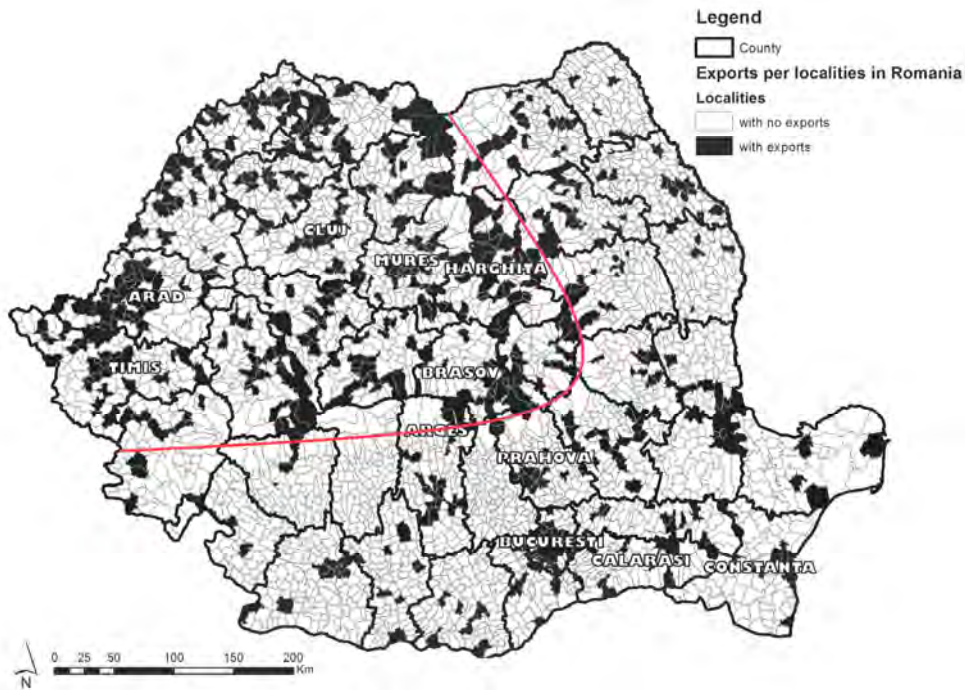 Legend
County
Exports per localities in Romania
Localities
with no exports
with exports
CLUJ
MURES
HARGHITA
ARAD
TIMIS
BRASOV
ARGES
PRAHOVA
BUCURESTI
CALARASI
CONSTANTA
0 25 50 100 150 200
Km
N